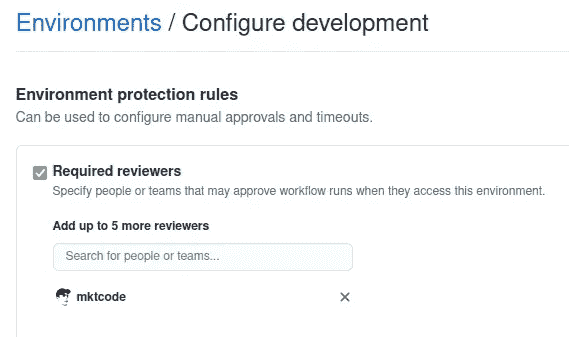 Environments / Configure development
Environment protection rules
Can be used to configure manual approvals and timeouts.
Required reviewers
Specify people or teams that may approve workflow runs when they access this environment.
Add up to 5 more reviewers
Search for people or teams...
mktcode